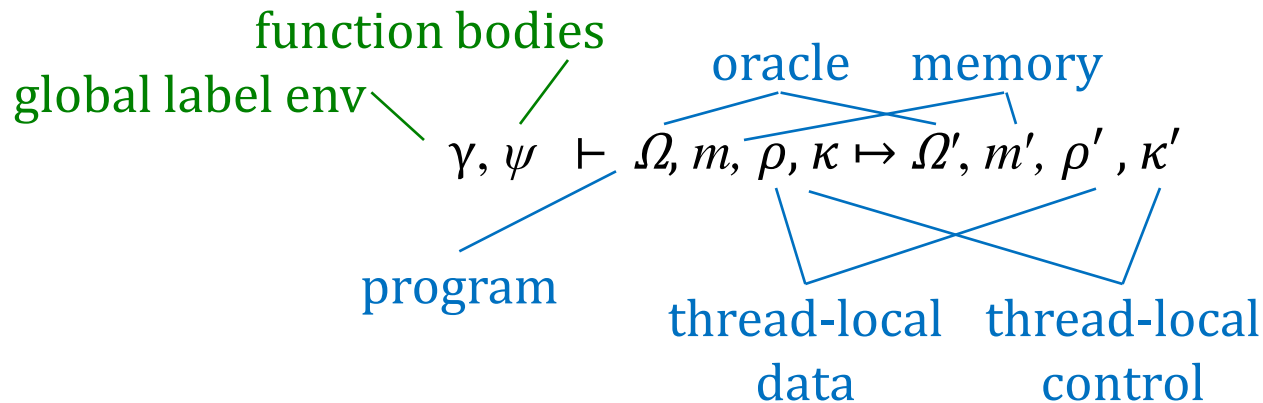 function bodies
global label env
oracle memory
γ, ψ ⊢ Ω, m, ρ, κ ↦ Ω′, m′, ρ′ , κ′
program
thread-local thread-local
data control